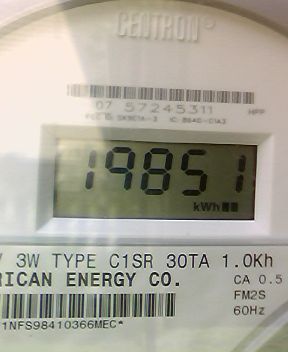 CENTRON®
07 57245311 HPP
19851
kWh
V 3W TYPE C1SR 30TA 1.0Kh
RICAN ENERGY CO. CA 0.5
FM2S
60Hz
1NFS98410366MEC*